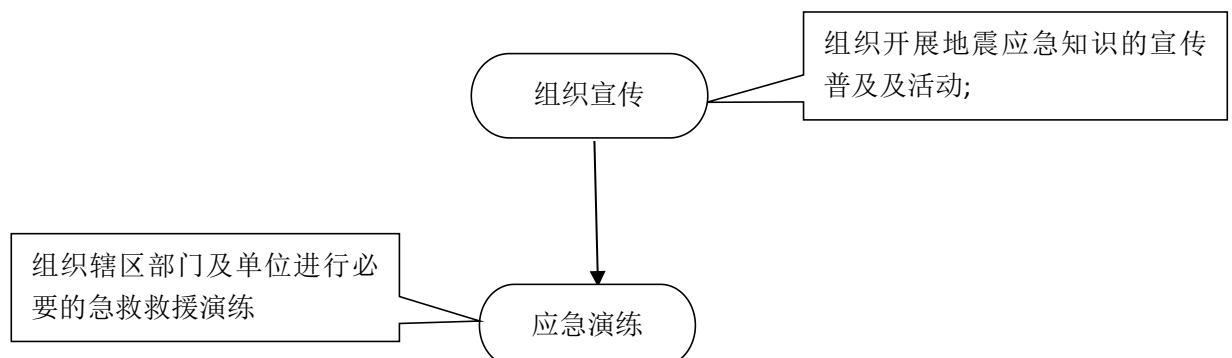 组织开展地震应急知识的宣传
普及及活动;
组织宣传
组织辖区部门及单位进行必
要的急救救援演练
应急演练